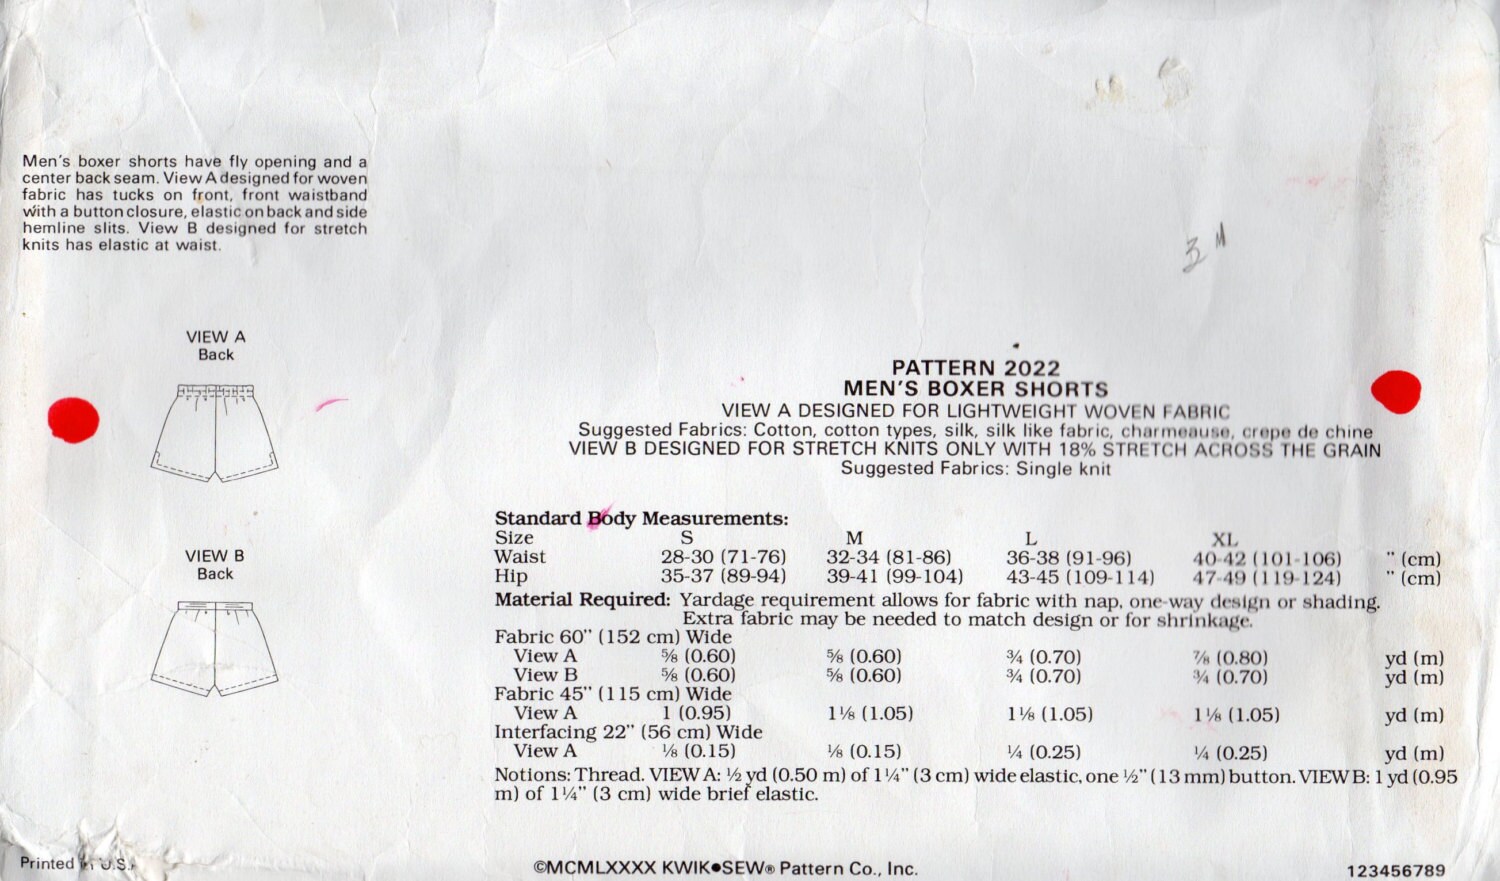 Men's boxer shorts have fly opening and a
center back seam. View A designed for woven
fabric has tucks on front, front waistband
with a button closure, elastic on back and side
hemline slits. View B designed for stretch
knits has elastic at waist.
3 M
VIEW A
Back
VIEW B
Back
PATTERN 2022
MEN'S BOXER SHORTS
VIEW A DESIGNED FOR LIGHTWEIGHT WOVEN FABRIC
Suggested Fabrics: Cotton, cotton types, silk, silk like fabric, charmeause, crepe de chine
VIEW B DESIGNED FOR STRETCH KNITS ONLY WITH 18% STRETCH ACROSS THE GRAIN
Suggested Fabrics: Single knit
Standard Body Measurements:
Size S M L XL
Waist 28-30 (71-76) 32-34 (81-86) 36-38 (91-96) 40-42 (101-106) " (cm)
Hip 35-37 (89-94) 39-41 (99-104) 43-45 (109-114) 47-49 (119-124) " (cm)
Material Required: Yardage requirement allows for fabric with nap, one-way design or shading.
Extra fabric may be needed to match design or for shrinkage.
Fabric 60" (152 cm) Wide
View A ⅝ (0.60) ⅝ (0.60) ¾ (0.70) ⅞ (0.80) yd (m)
View B ⅝ (0.60) ⅝ (0.60) ¾ (0.70) ¾ (0.70) yd (m)
Fabric 45" (115 cm) Wide
View A 1 (0.95) 1⅛ (1.05) 1⅛ (1.05) 1⅛ (1.05) yd (m)
Interfacing 22" (56 cm) Wide
View A ⅛ (0.15) ⅛ (0.15) ¼ (0.25) ¼ (0.25) yd (m)
Notions: Thread. VIEW A: ½ yd (0.50 m) of 1¼" (3 cm) wide elastic, one ½" (13 mm) button. VIEW B: 1 yd (0.95
m) of 1¼" (3 cm) wide brief elastic.
Printed in U.S.
©MCMLXXXX KWIK•SEW® Pattern Co., Inc.
123456789